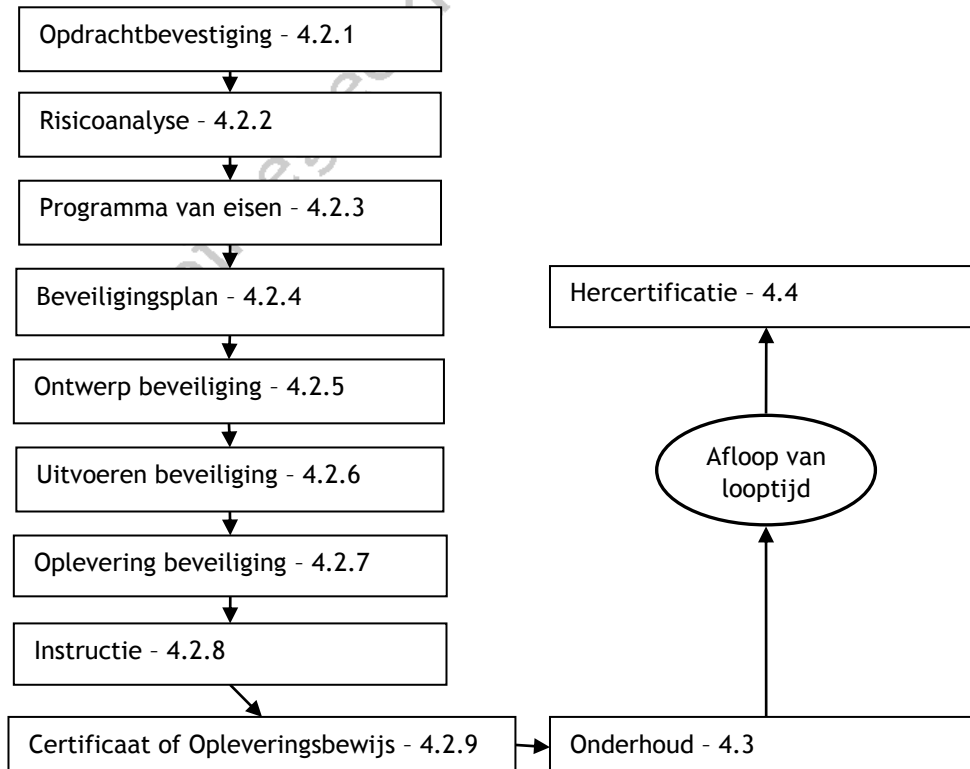 Opdrachtbevestiging – 4.2.1
Risicoanalyse – 4.2.2
Programma van eisen – 4.2.3
Beveiligingsplan – 4.2.4
Ontwerp beveiliging – 4.2.5
Uitvoeren beveiliging – 4.2.6
Oplevering beveiliging – 4.2.7
Instructie – 4.2.8
Certificaat of Opleveringsbewijs – 4.2.9
Hercertificatie – 4.4
Afloop van
looptijd
Onderhoud – 4.3